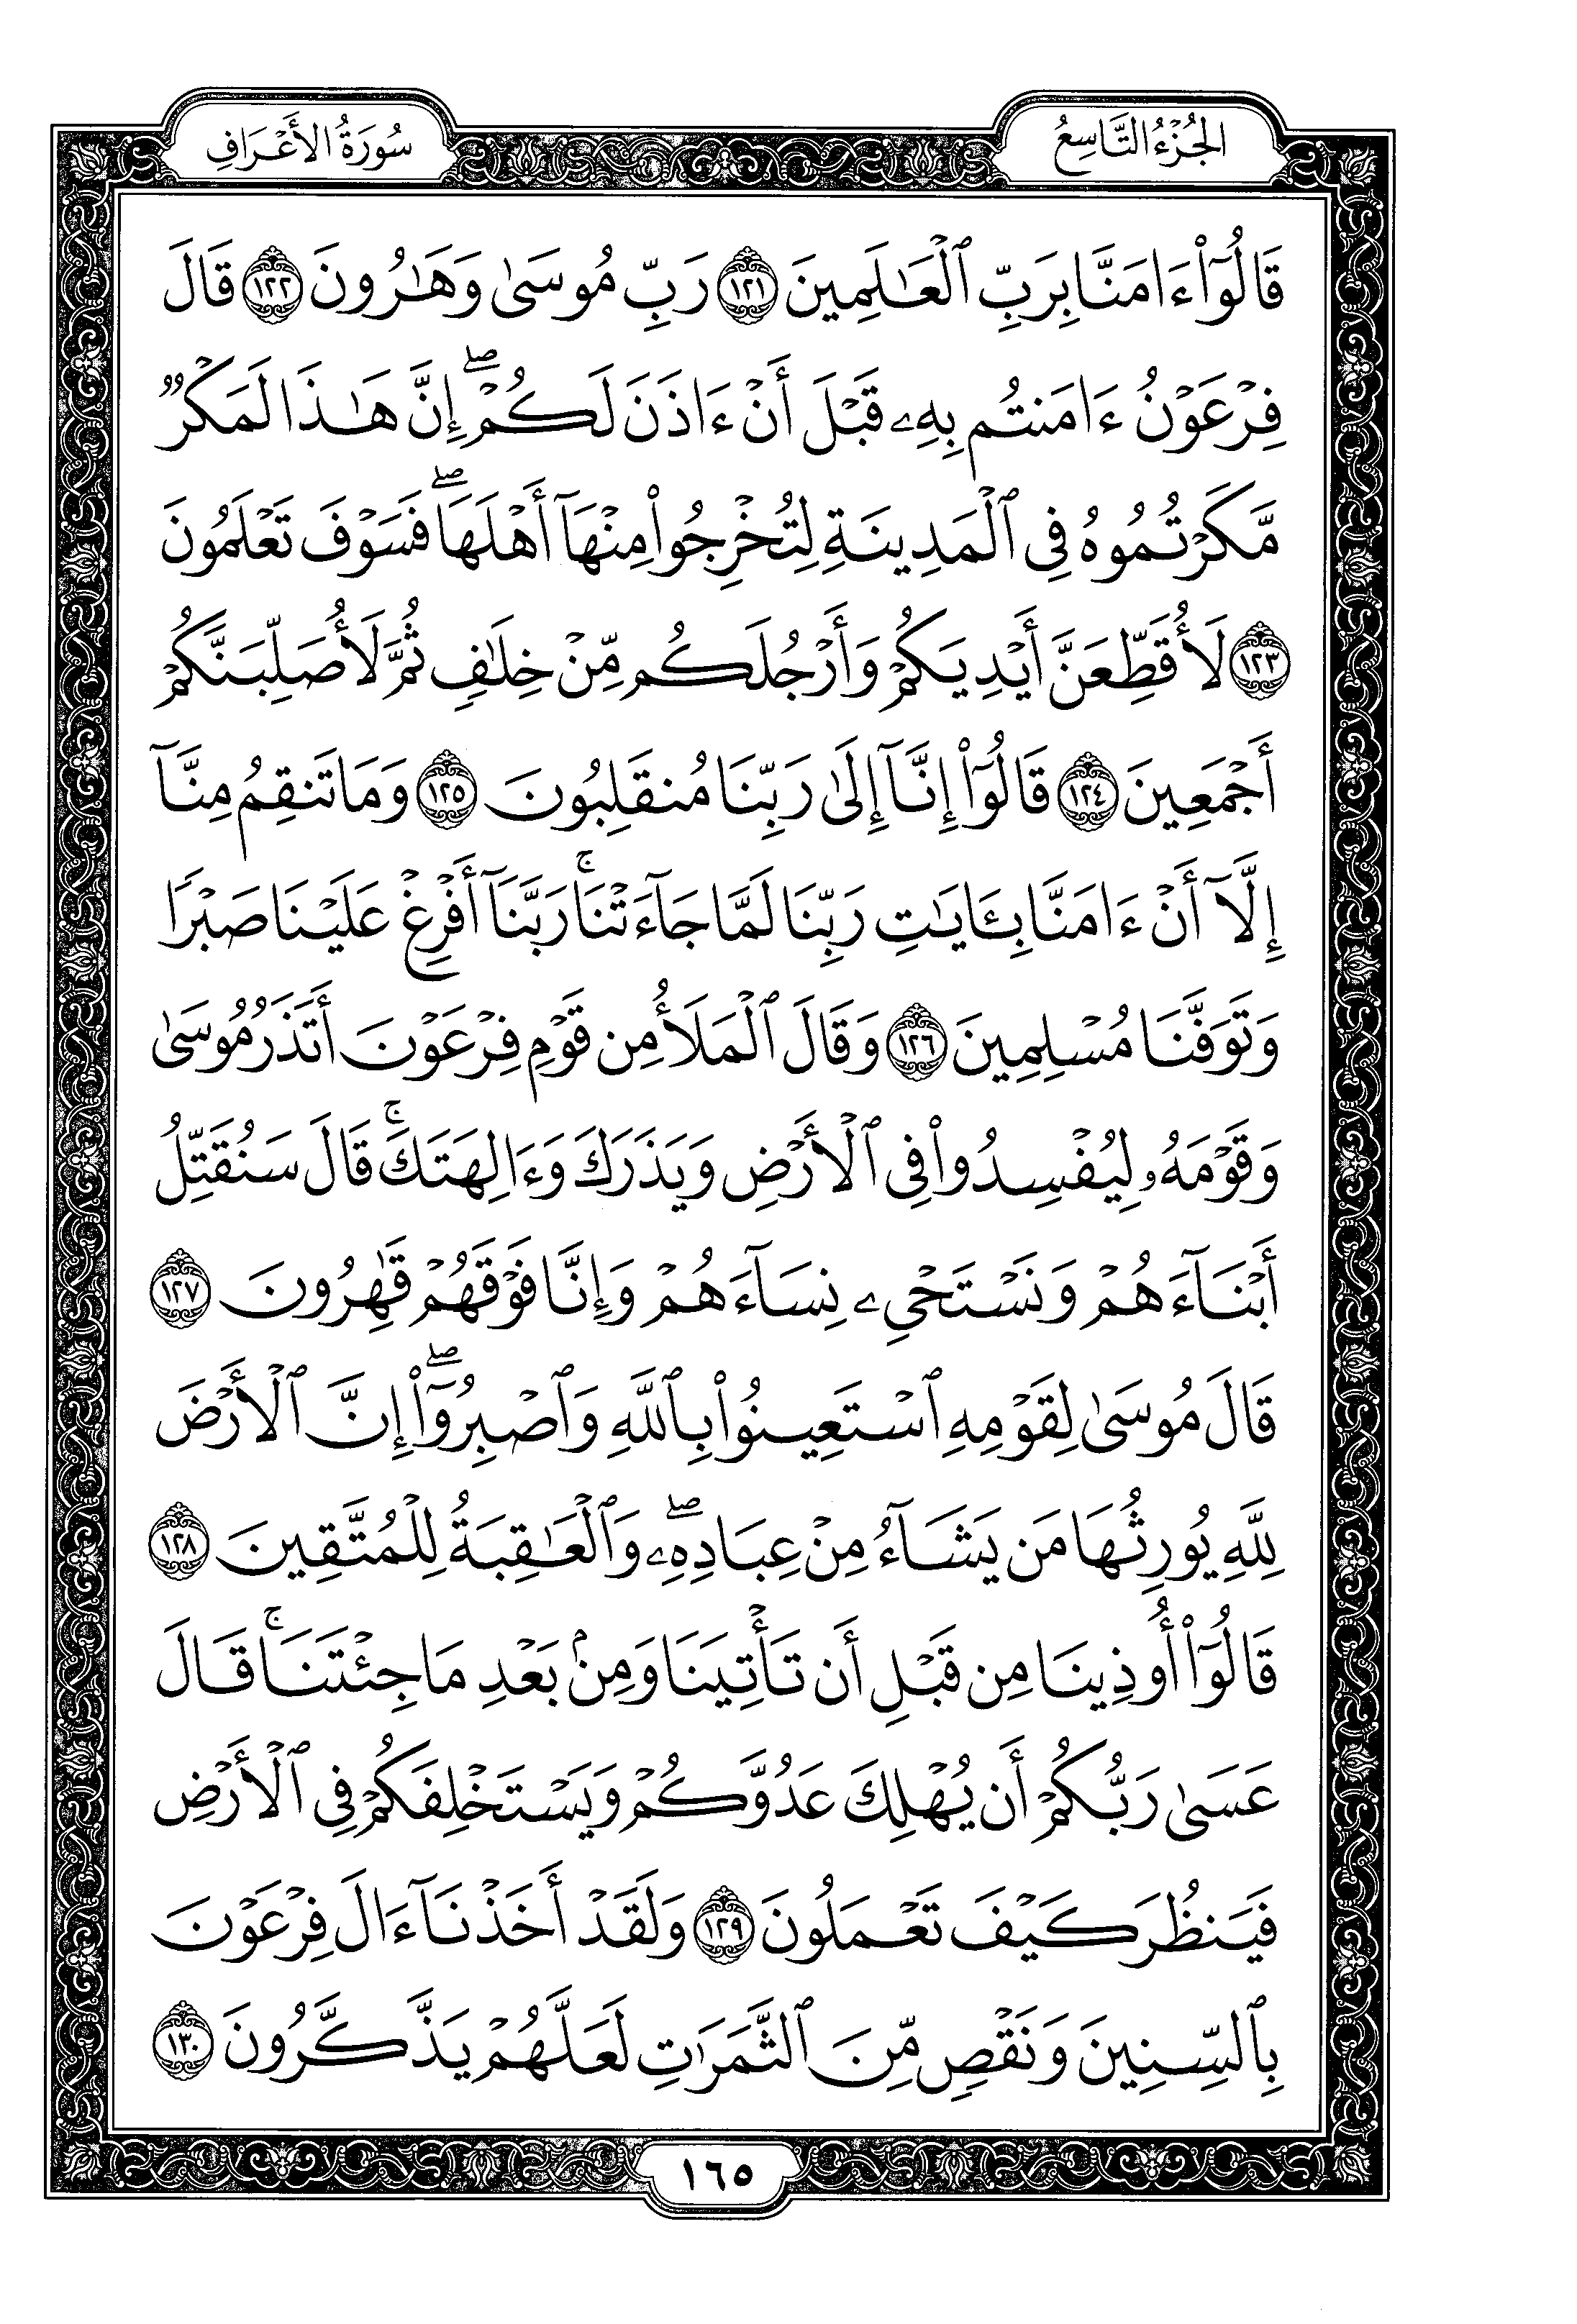 الجُزْءُ التَّاسِعُ
سُورَةُ الأَعْرَافِ
قَالُوٓاْ ءَامَنَّا بِرَبِّ ٱلْعَٰلَمِينَ ١٢١ رَبِّ مُوسَىٰ وَهَٰرُونَ ١٢٢ قَالَ
فِرْعَوْنُ ءَامَنتُم بِهِۦ قَبْلَ أَنْ ءَاذَنَ لَكُمْۖ إِنَّ هَٰذَا لَمَكْرٌ
مَّكَرْتُمُوهُ فِى ٱلْمَدِينَةِ لِتُخْرِجُواْ مِنْهَآ أَهْلَهَاۖ فَسَوْفَ تَعْلَمُونَ
١٢٣ لَأُقَطِّعَنَّ أَيْدِيَكُمْ وَأَرْجُلَكُم مِّنْ خِلَٰفٍ ثُمَّ لَأُصَلِّبَنَّكُمْ
أَجْمَعِينَ ١٢٤ قَالُوٓاْ إِنَّآ إِلَىٰ رَبِّنَا مُنقَلِبُونَ ١٢٥ وَمَا تَنقِمُ مِنَّآ
إِلَّآ أَنْ ءَامَنَّا بِـَٔايَٰتِ رَبِّنَا لَمَّا جَآءَتْنَاۚ رَبَّنَآ أَفْرِغْ عَلَيْنَا صَبْرًا
وَتَوَفَّنَا مُسْلِمِينَ ١٢٦ وَقَالَ ٱلْمَلَأُ مِن قَوْمِ فِرْعَوْنَ أَتَذَرُ مُوسَىٰ
وَقَوْمَهُۥ لِيُفْسِدُواْ فِى ٱلْأَرْضِ وَيَذَرَكَ وَءَالِهَتَكَۚ قَالَ سَنُقَتِّلُ
أَبْنَآءَهُمْ وَنَسْتَحْىِۦ نِسَآءَهُمْ وَإِنَّا فَوْقَهُمْ قَٰهِرُونَ ١٢٧
قَالَ مُوسَىٰ لِقَوْمِهِ ٱسْتَعِينُواْ بِٱللَّهِ وَٱصْبِرُوٓاْۖ إِنَّ ٱلْأَرْضَ
لِلَّهِ يُورِثُهَا مَن يَشَآءُ مِنْ عِبَادِهِۦۖ وَٱلْعَٰقِبَةُ لِلْمُتَّقِينَ ١٢٨
قَالُوٓاْ أُوذِينَا مِن قَبْلِ أَن تَأْتِيَنَا وَمِنۢ بَعْدِ مَا جِئْتَنَاۚ قَالَ
عَسَىٰ رَبُّكُمْ أَن يُهْلِكَ عَدُوَّكُمْ وَيَسْتَخْلِفَكُمْ فِى ٱلْأَرْضِ
فَيَنظُرَ كَيْفَ تَعْمَلُونَ ١٢٩ وَلَقَدْ أَخَذْنَآ ءَالَ فِرْعَوْنَ
بِٱلسِّنِينَ وَنَقْصٍ مِّنَ ٱلثَّمَرَٰتِ لَعَلَّهُمْ يَذَّكَّرُونَ ١٣٠
١٦٥